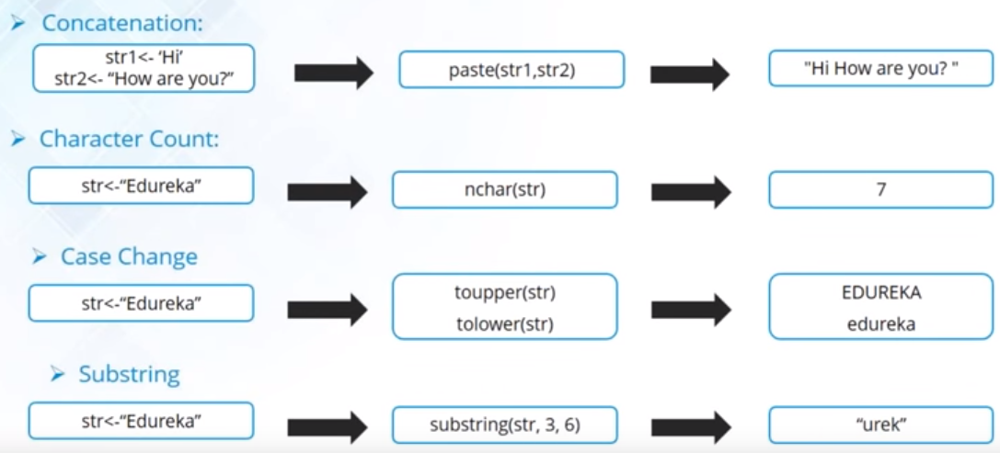 Concatenation:
str1<- ‘Hi’
str2<- “How are you?”
paste(str1,str2)
"Hi How are you? "
Character Count:
str<-“Edureka”
nchar(str)
7
Case Change
str<-“Edureka”
toupper(str)
tolower(str)
EDUREKA
edureka
Substring
str<-“Edureka”
substring(str, 3, 6)
“urek”